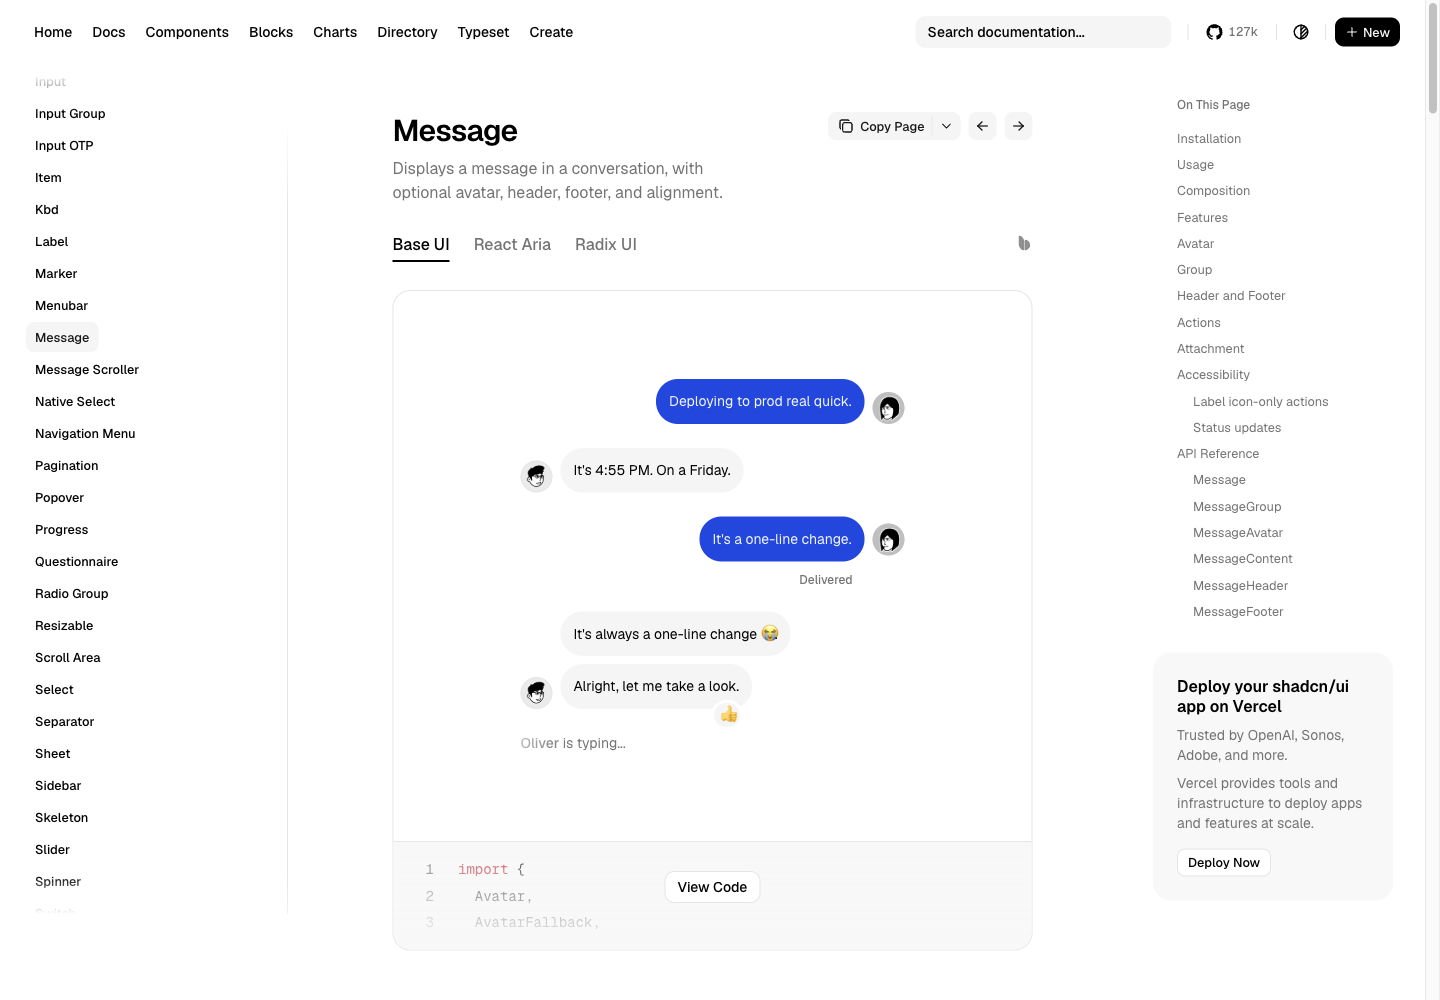 Home Docs Components Blocks Charts Directory Typeset Create
Search documentation...
127k
New
Input
Input Group
Input OTP
Item
Kbd
Label
Marker
Menubar
Message
Message Scroller
Native Select
Navigation Menu
Pagination
Popover
Progress
Questionnaire
Radio Group
Resizable
Scroll Area
Select
Separator
Sheet
Sidebar
Skeleton
Slider
Spinner
Switch
Message
Copy Page
Displays a message in a conversation, with
optional avatar, header, footer, and alignment.
Base UI React Aria Radix UI
Deploying to prod real quick.
It's 4:55 PM. On a Friday.
It's a one-line change.
Delivered
It's always a one-line change 😭
Alright, let me take a look.
👍
Oliver is typing...
1 import {
2 Avatar,
3 AvatarFallback,
View Code
On This Page
Installation
Usage
Composition
Features
Avatar
Group
Header and Footer
Actions
Attachment
Accessibility
Label icon-only actions
Status updates
API Reference
Message
MessageGroup
MessageAvatar
MessageContent
MessageHeader
MessageFooter
Deploy your shadcn/ui
app on Vercel
Trusted by OpenAI, Sonos,
Adobe, and more.
Vercel provides tools and
infrastructure to deploy apps
and features at scale.
Deploy Now